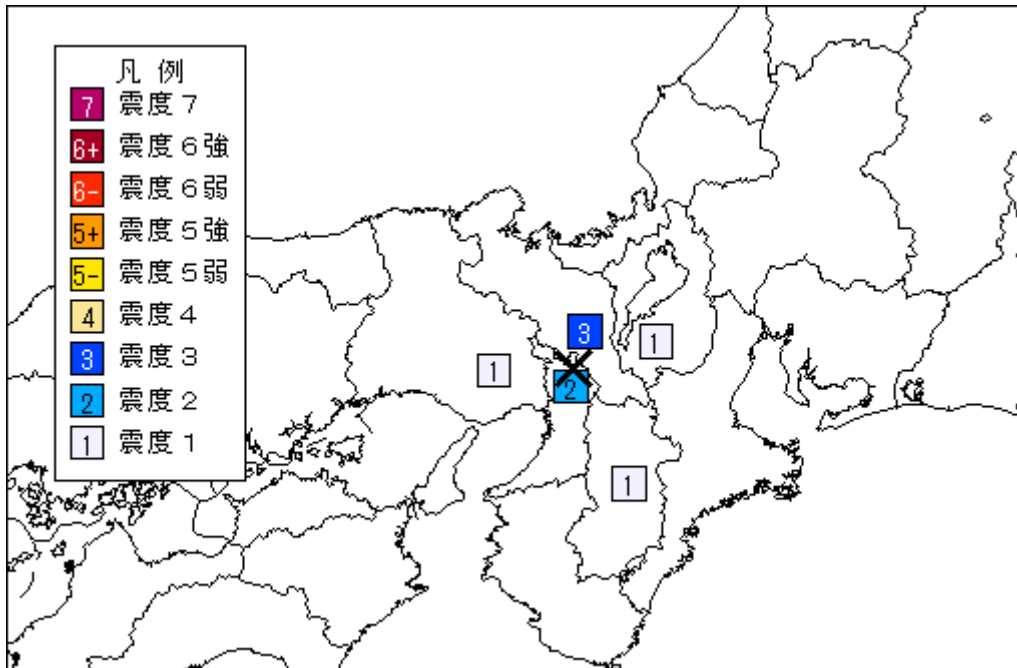 凡 例
7 震度７
6+ 震度６強
6- 震度６弱
5+ 震度５強
5- 震度５弱
4 震度４
3 震度３
2 震度２
1 震度１
3
1
1
2
1